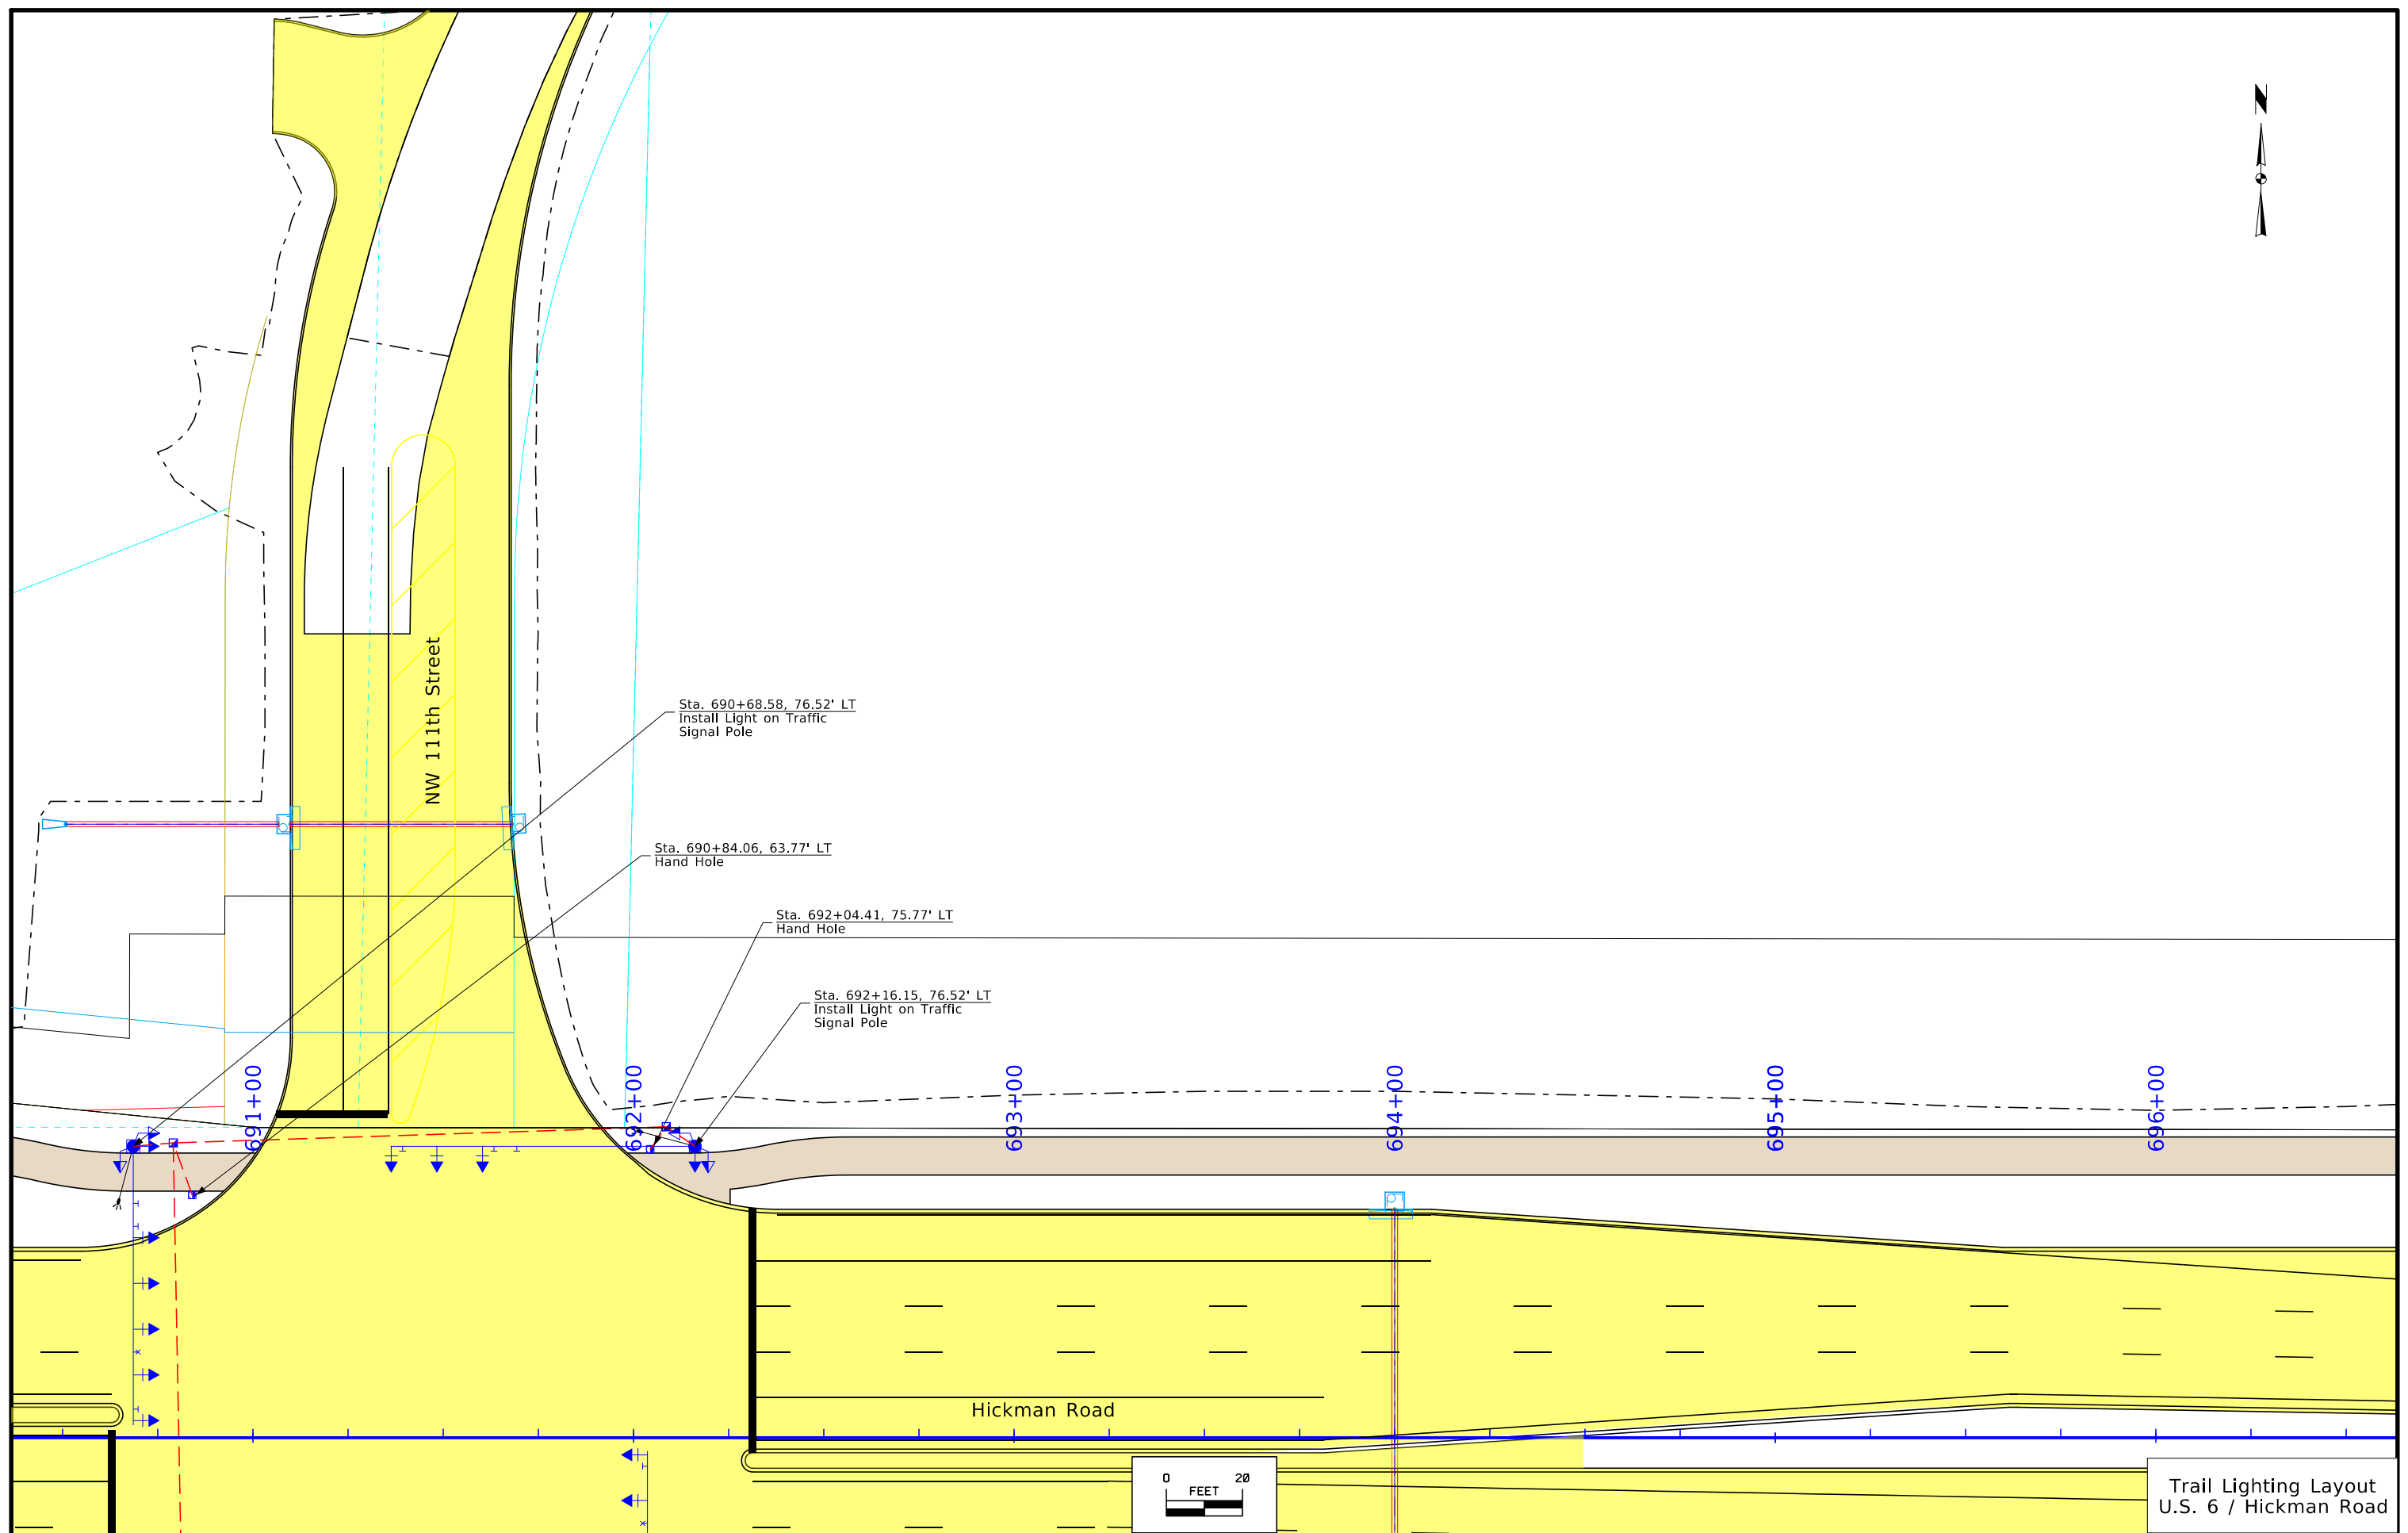 N
NW 111th Street
Sta. 690+68.58, 76.52' LT
Install Light on Traffic
Signal Pole
Sta. 690+84.06, 63.77' LT
Hand Hole
Sta. 692+04.41, 75.77' LT
Hand Hole
Sta. 692+16.15, 76.52' LT
Install Light on Traffic
Signal Pole
691+00
692+00
693+00
694+00
695+00
696+00
Hickman Road
0 20
FEET
Trail Lighting Layout
U.S. 6 / Hickman Road